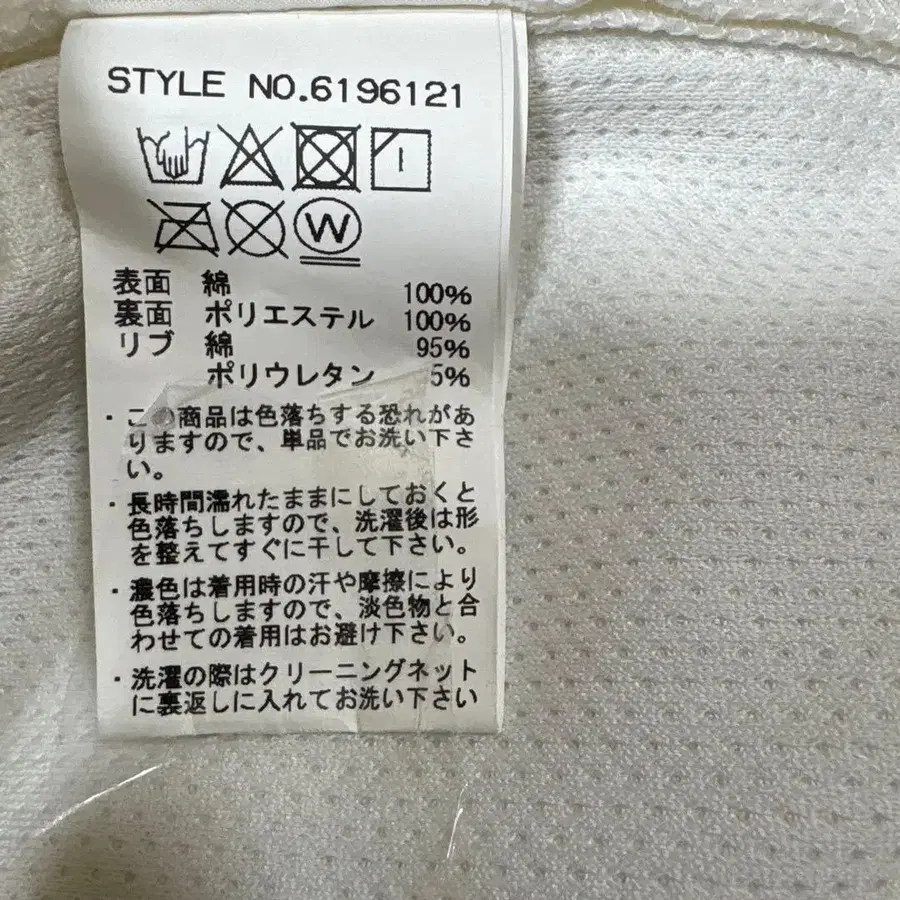 STYLE NO.6196121
W
表面 綿 100%
裏面 ポリエステル 100%
リブ 綿 95%
ポリウレタン 5%
・この商品は色落ちする恐れがあ
りますので、単品でお洗い下さ
い。
・長時間濡れたままにしておくと
色落ちしますので、洗濯後は形
を整えてすぐに干して下さい。
・濃色は着用時の汗や摩擦により
色落ちしますので、淡色物と合
わせての着用はお避け下さい。
・洗濯の際はクリーニングネット
に裏返しに入れてお洗い下さい